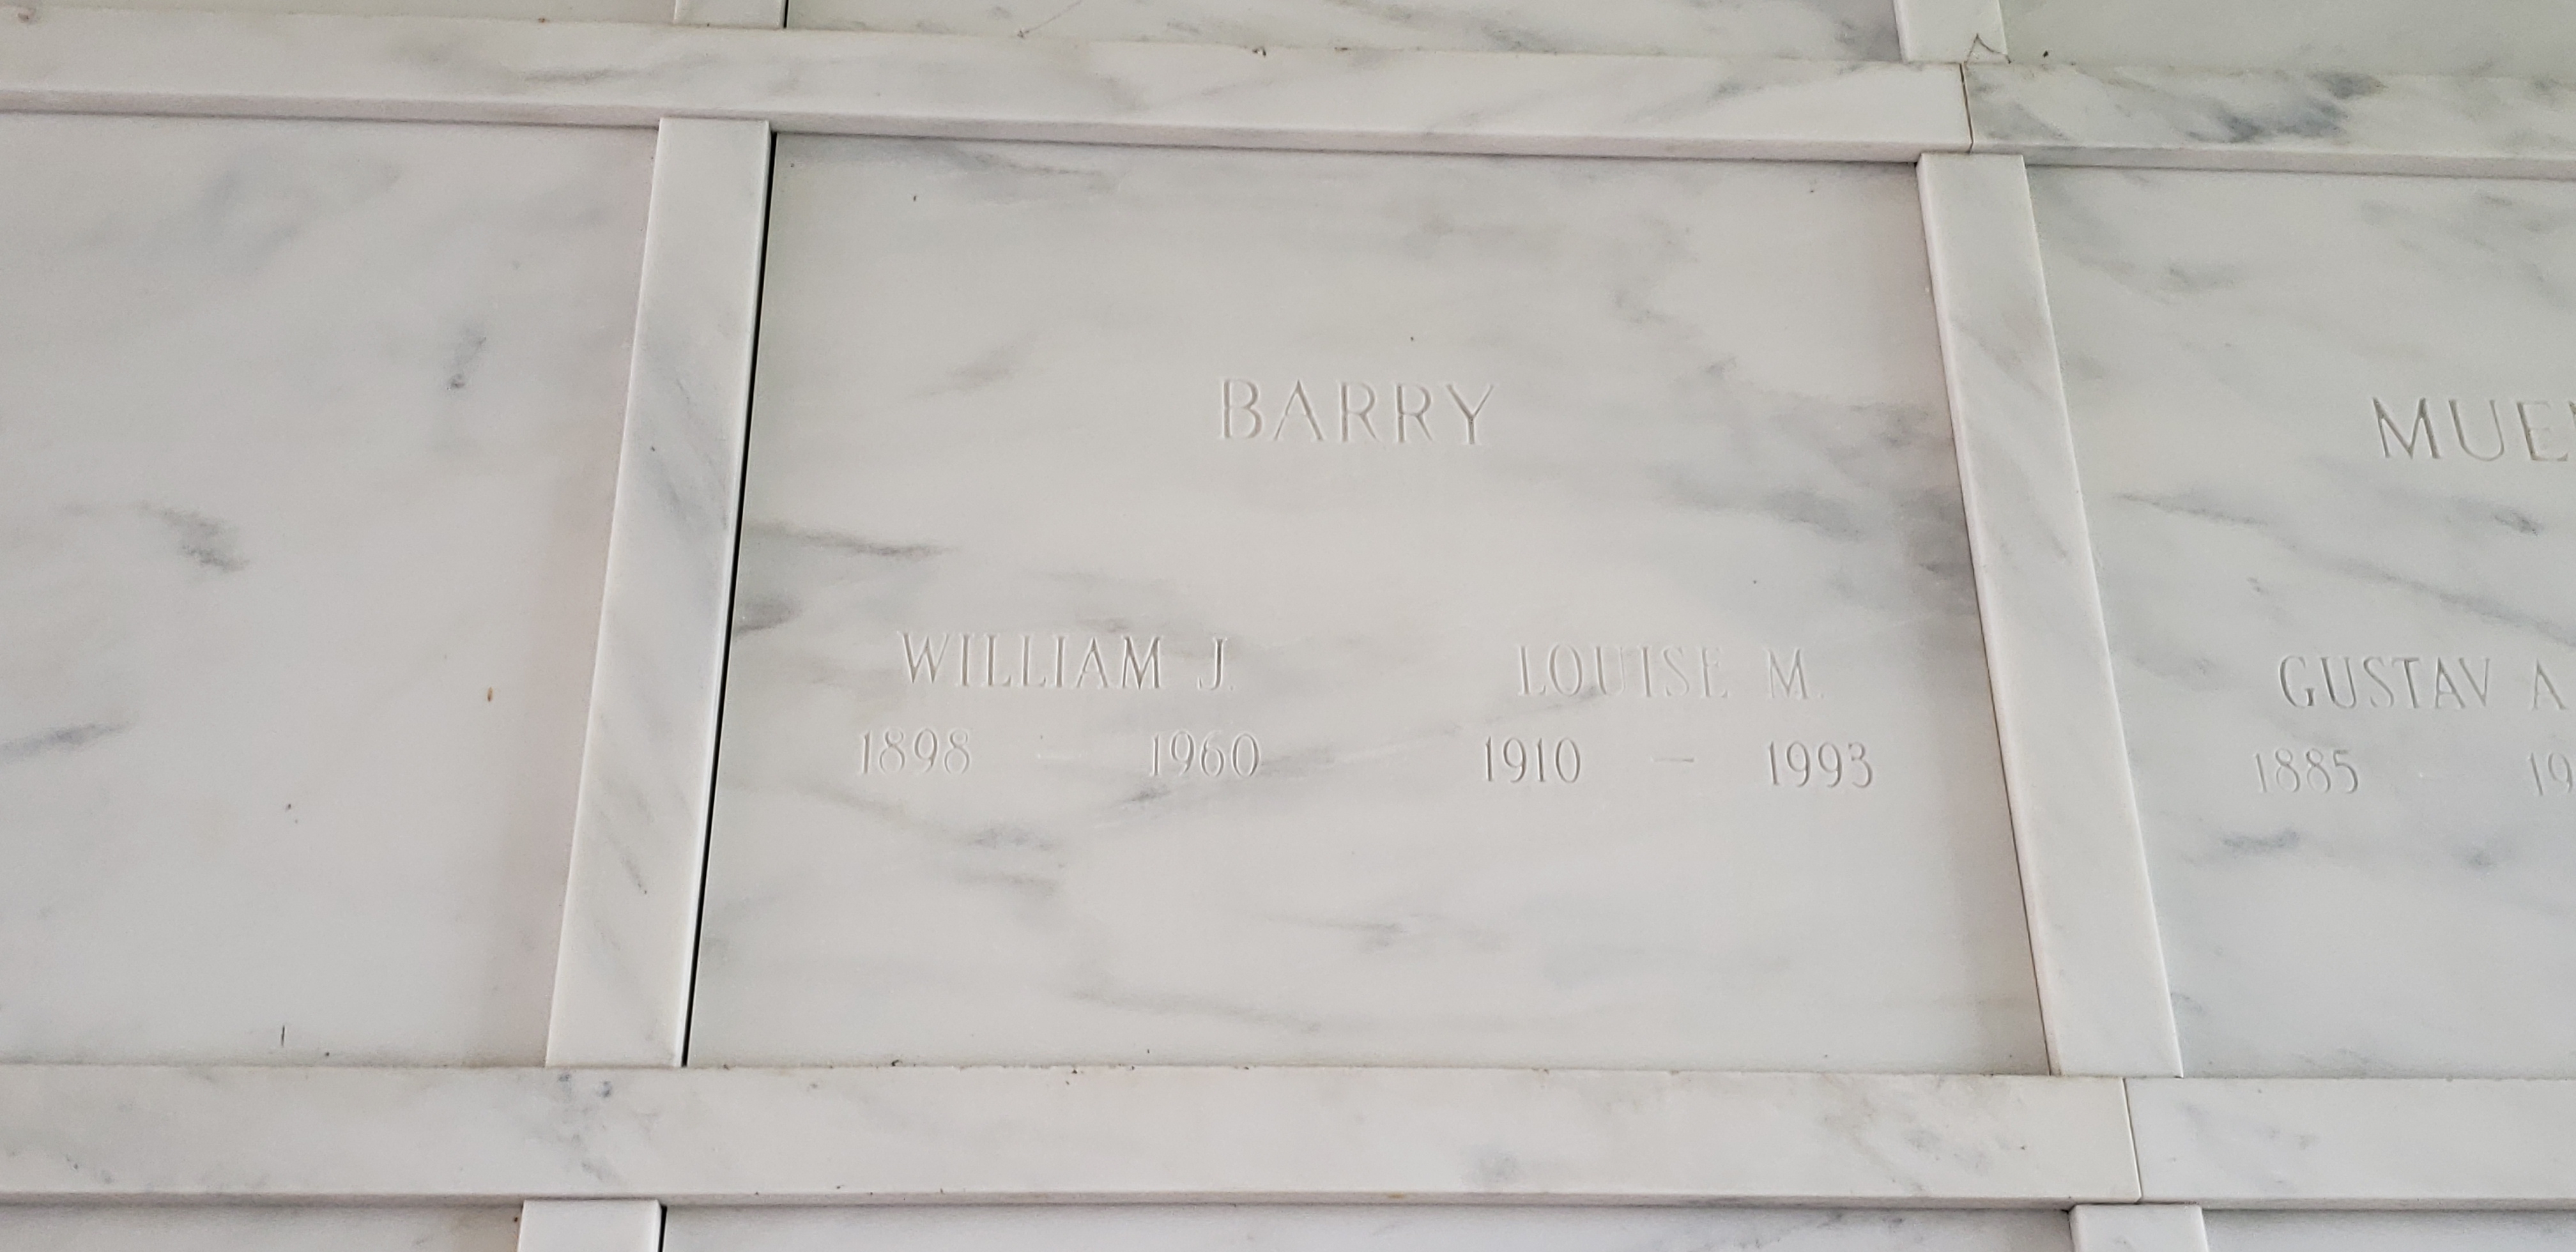 BARRY
WILLIAM J. LOUISE M.
1898 — 1960 1910 — 1993
GUSTAV A
1885